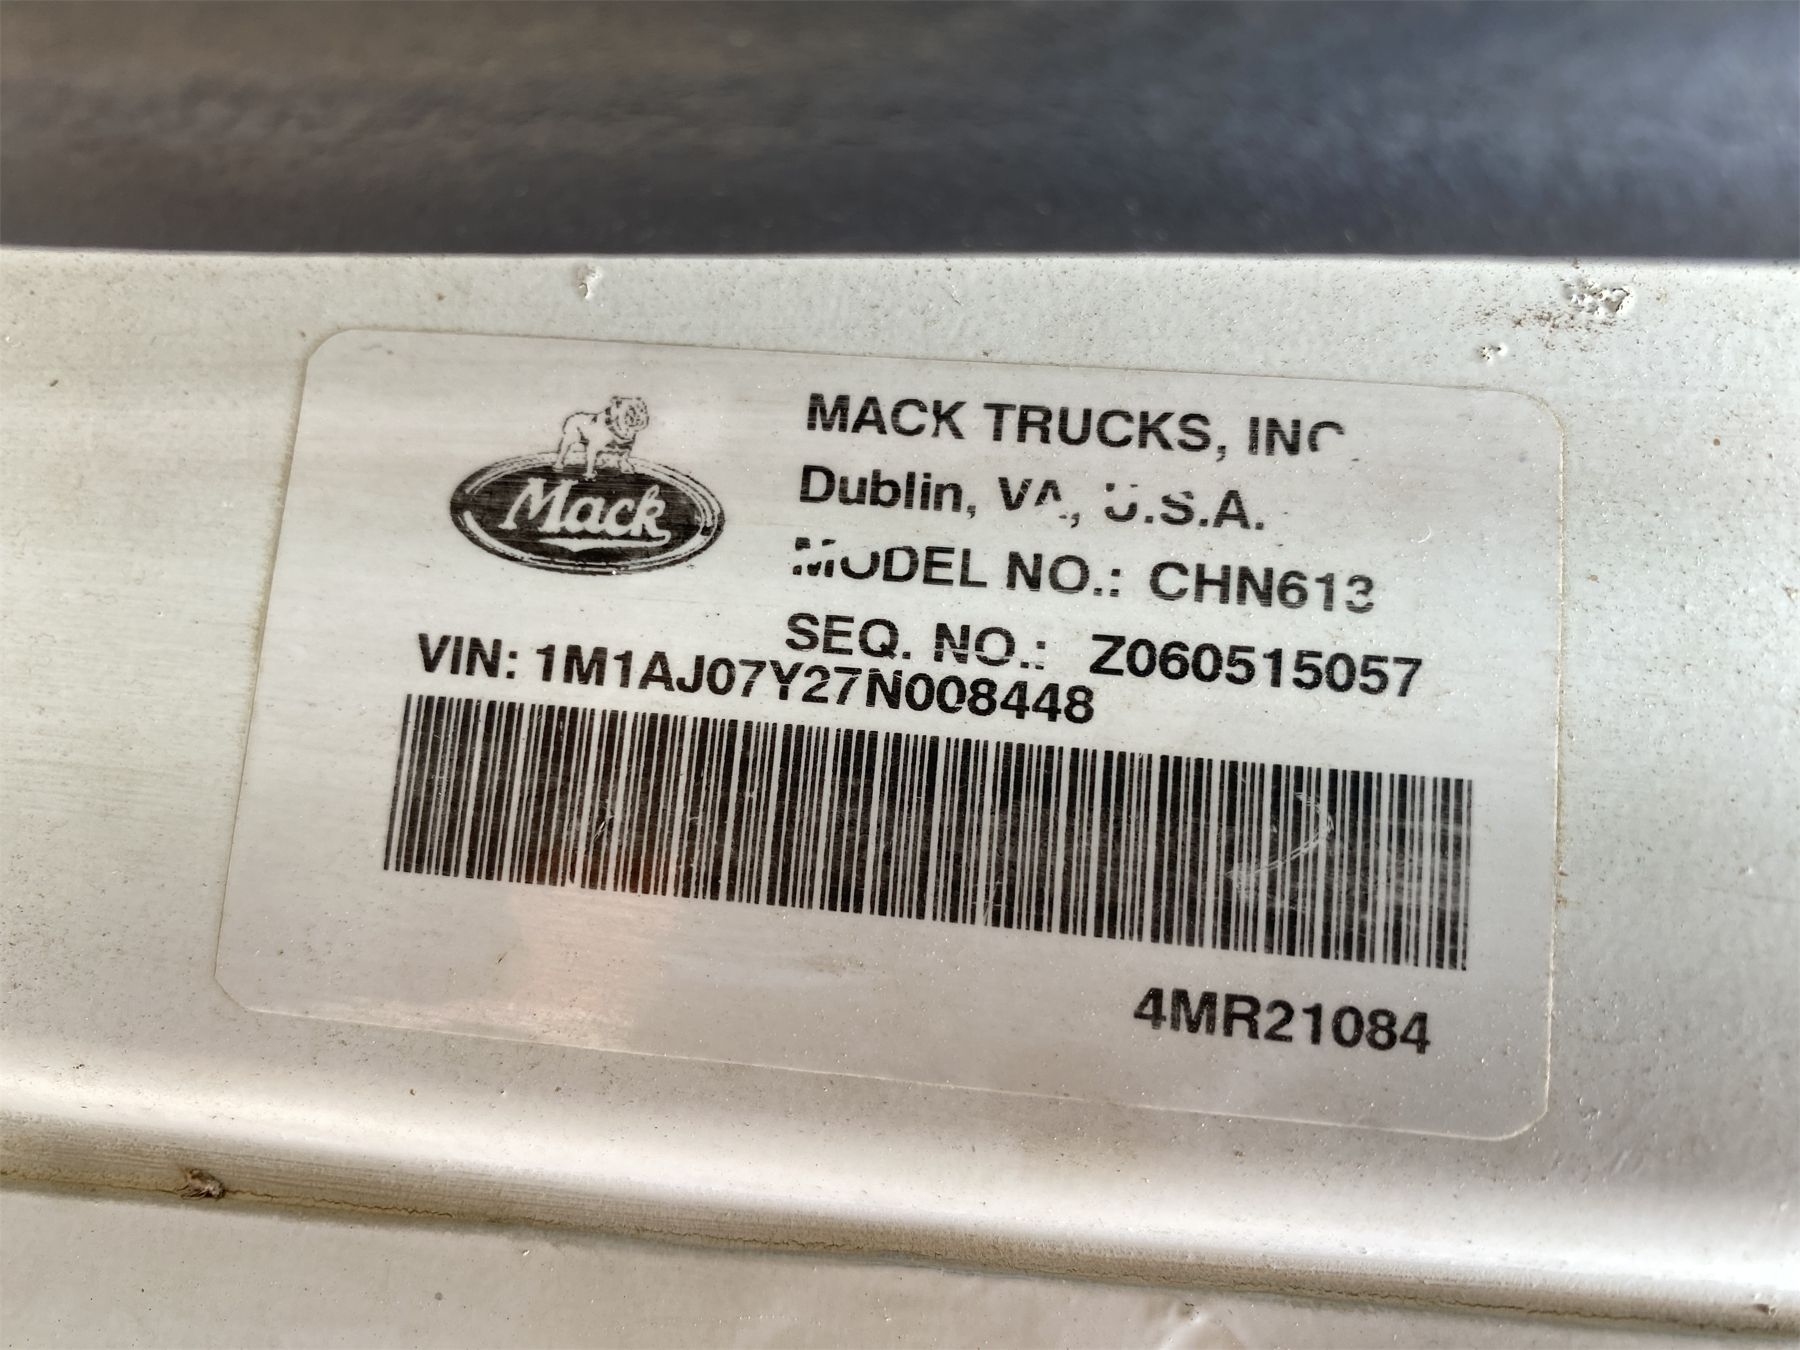 Mack
MACK TRUCKS, INC.
Dublin, VA, U.S.A.
MODEL NO.: CHN613
SEQ. NO.: Z060515057
VIN: 1M1AJ07Y27N008448
4MR21084